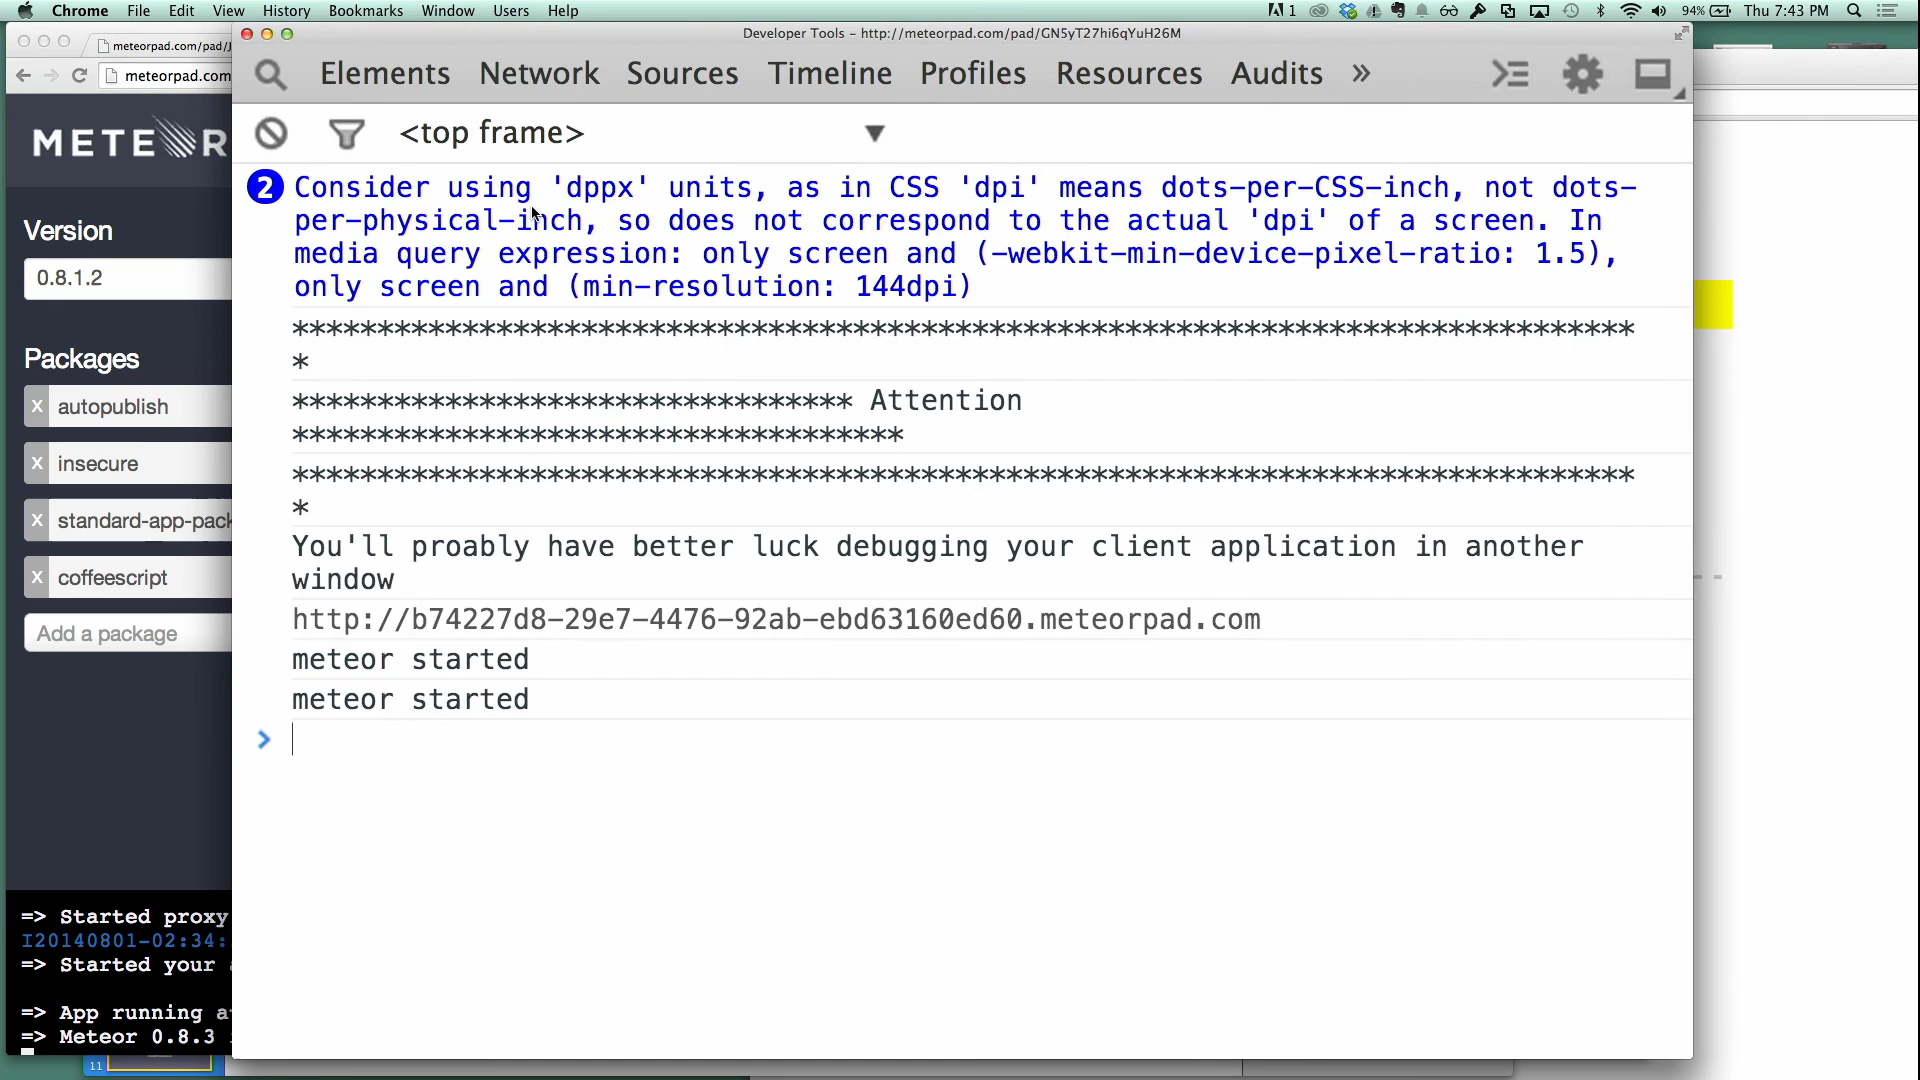 Chrome File Edit View History Bookmarks Window Users Help
1 94% Thu 7:43 PM
Developer Tools - http://meteorpad.com/pad/GN5yT27hi6qYuH26M
meteorpad.com/pad/J
meteorpad.com
Elements Network Sources Timeline Profiles Resources Audits »
<top frame>
METEOR
Version
0.8.1.2
Packages
x autopublish
x insecure
x standard-app-pack
x coffeescript
Add a package
=> Started proxy
I20140801-02:34:
=> Started your
=> App running a
=> Meteor 0.8.3
11
2 Consider using 'dppx' units, as in CSS 'dpi' means dots-per-CSS-inch, not dots-
per-physical-inch, so does not correspond to the actual 'dpi' of a screen. In
media query expression: only screen and (-webkit-min-device-pixel-ratio: 1.5),
only screen and (min-resolution: 144dpi)
*******************************************************************************
*
********************************* Attention
************************************
*******************************************************************************
*
You'll proably have better luck debugging your client application in another
window
http://b74227d8-29e7-4476-92ab-ebd63160ed60.meteorpad.com
meteor started
meteor started
>